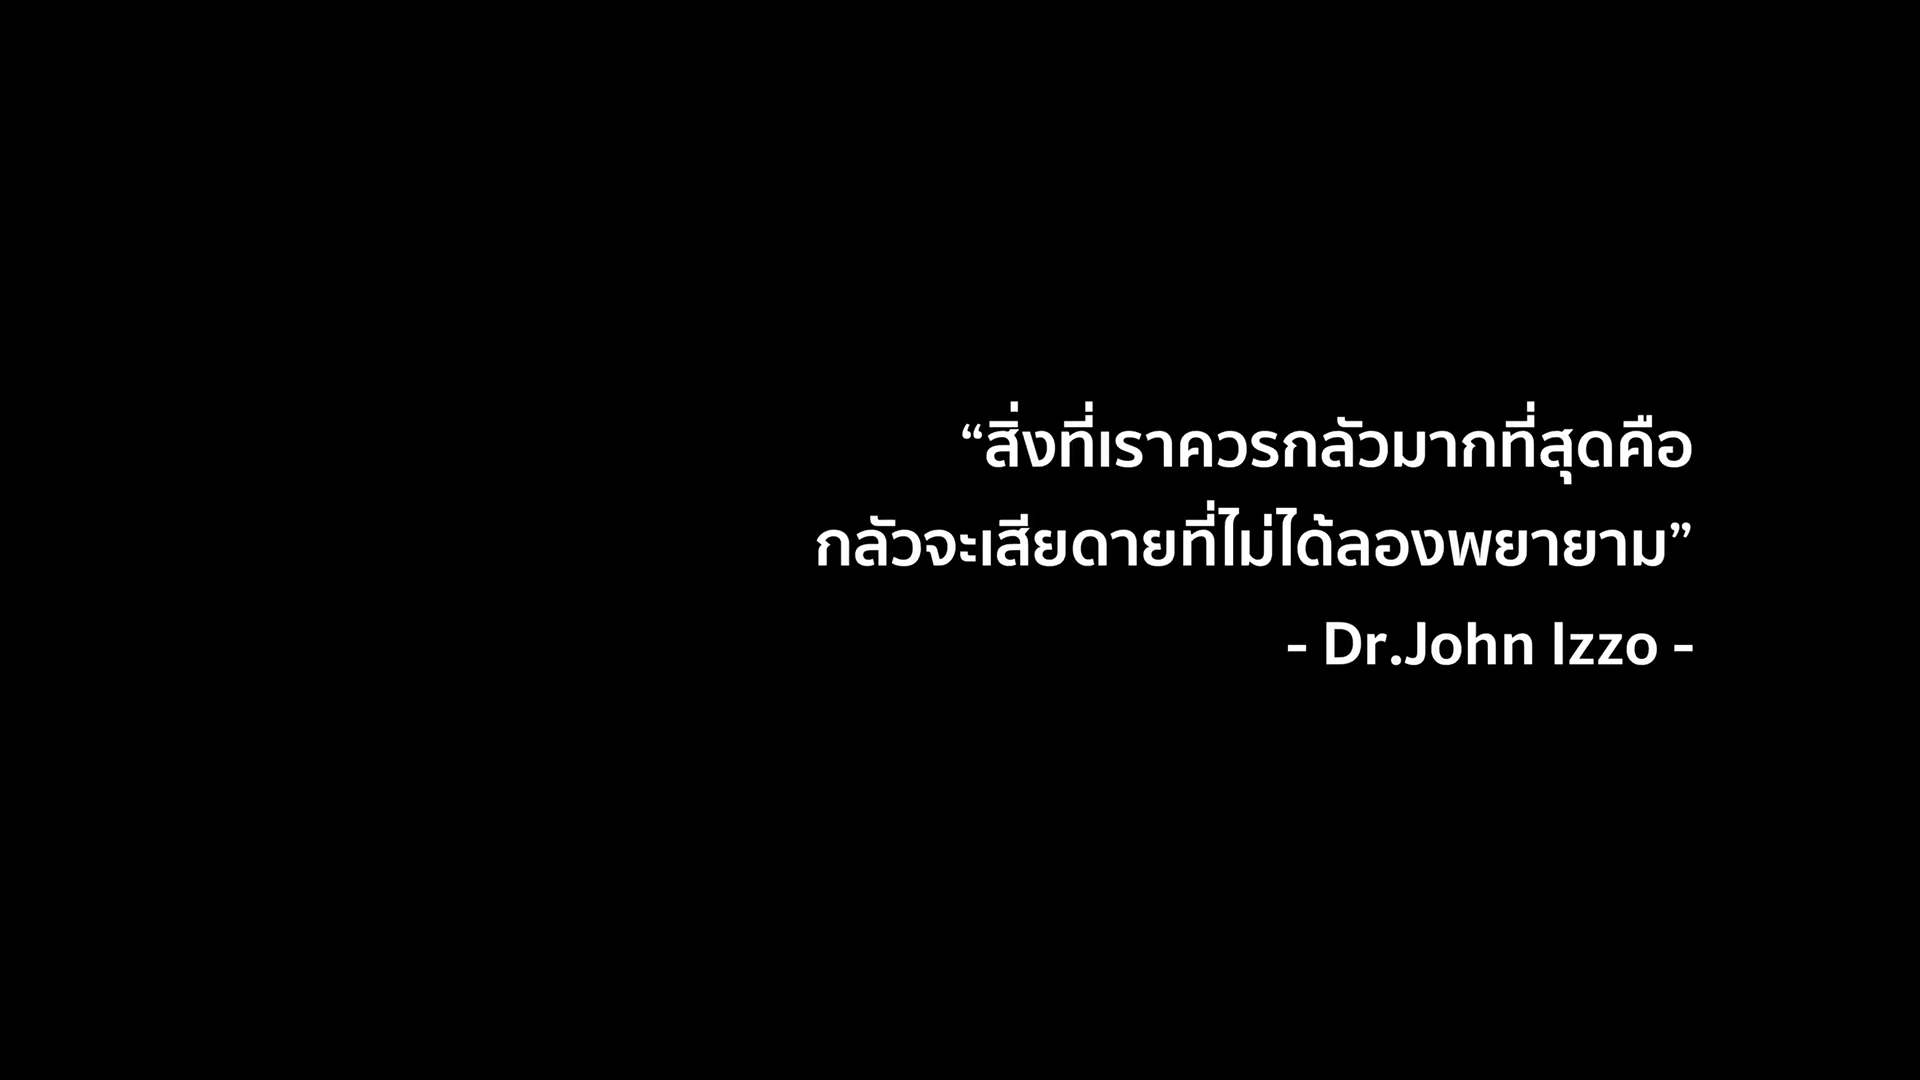 “สิ่งที่เราควรกลัวมากที่สุดคือ
กลัวจะเสียดายที่ไม่ได้ลองพยายาม”
- Dr.John Izzo -